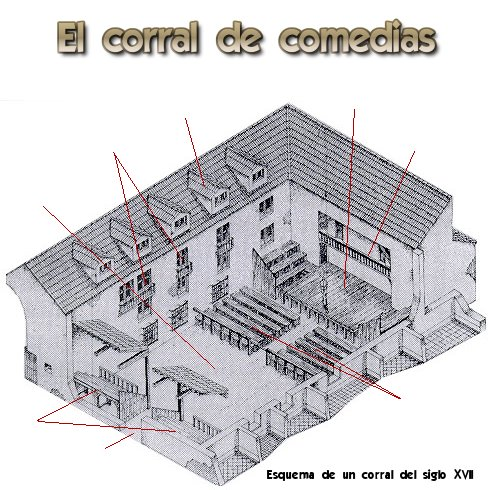 El corral de comedias
Esquema de un corral del siglo XVII